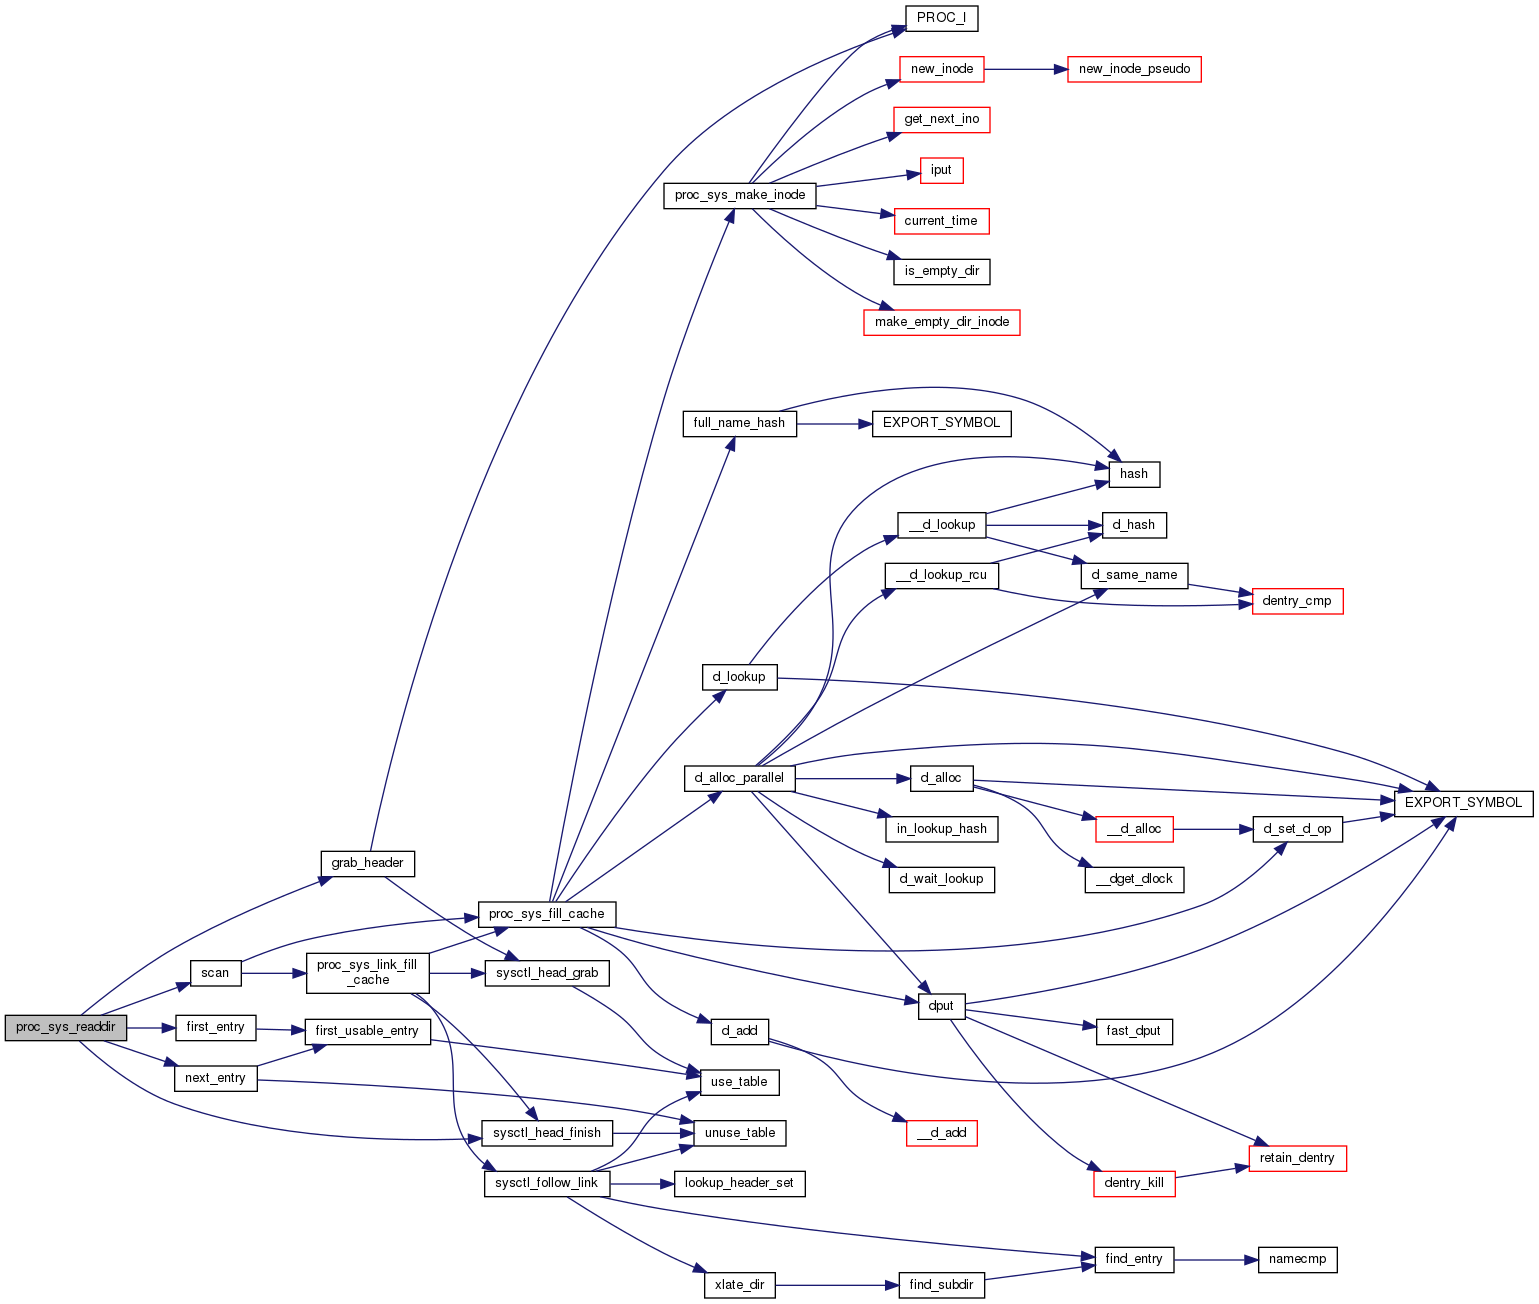 PROC_I
new_inode
new_inode_pseudo
get_next_ino
iput
proc_sys_make_inode
current_time
is_empty_dir
make_empty_dir_inode
full_name_hash
EXPORT_SYMBOL
hash
__d_lookup
d_hash
__d_lookup_rcu
d_same_name
dentry_cmp
d_lookup
d_alloc_parallel
d_alloc
EXPORT_SYMBOL
in_lookup_hash
__d_alloc
d_set_d_op
grab_header
d_wait_lookup
__dget_dlock
proc_sys_fill_cache
scan
proc_sys_link_fill
_cache
sysctl_head_grab
dput
proc_sys_readdir
first_entry
first_usable_entry
d_add
fast_dput
next_entry
use_table
sysctl_head_finish
unuse_table
__d_add
retain_dentry
sysctl_follow_link
lookup_header_set
dentry_kill
find_entry
namecmp
xlate_dir
find_subdir